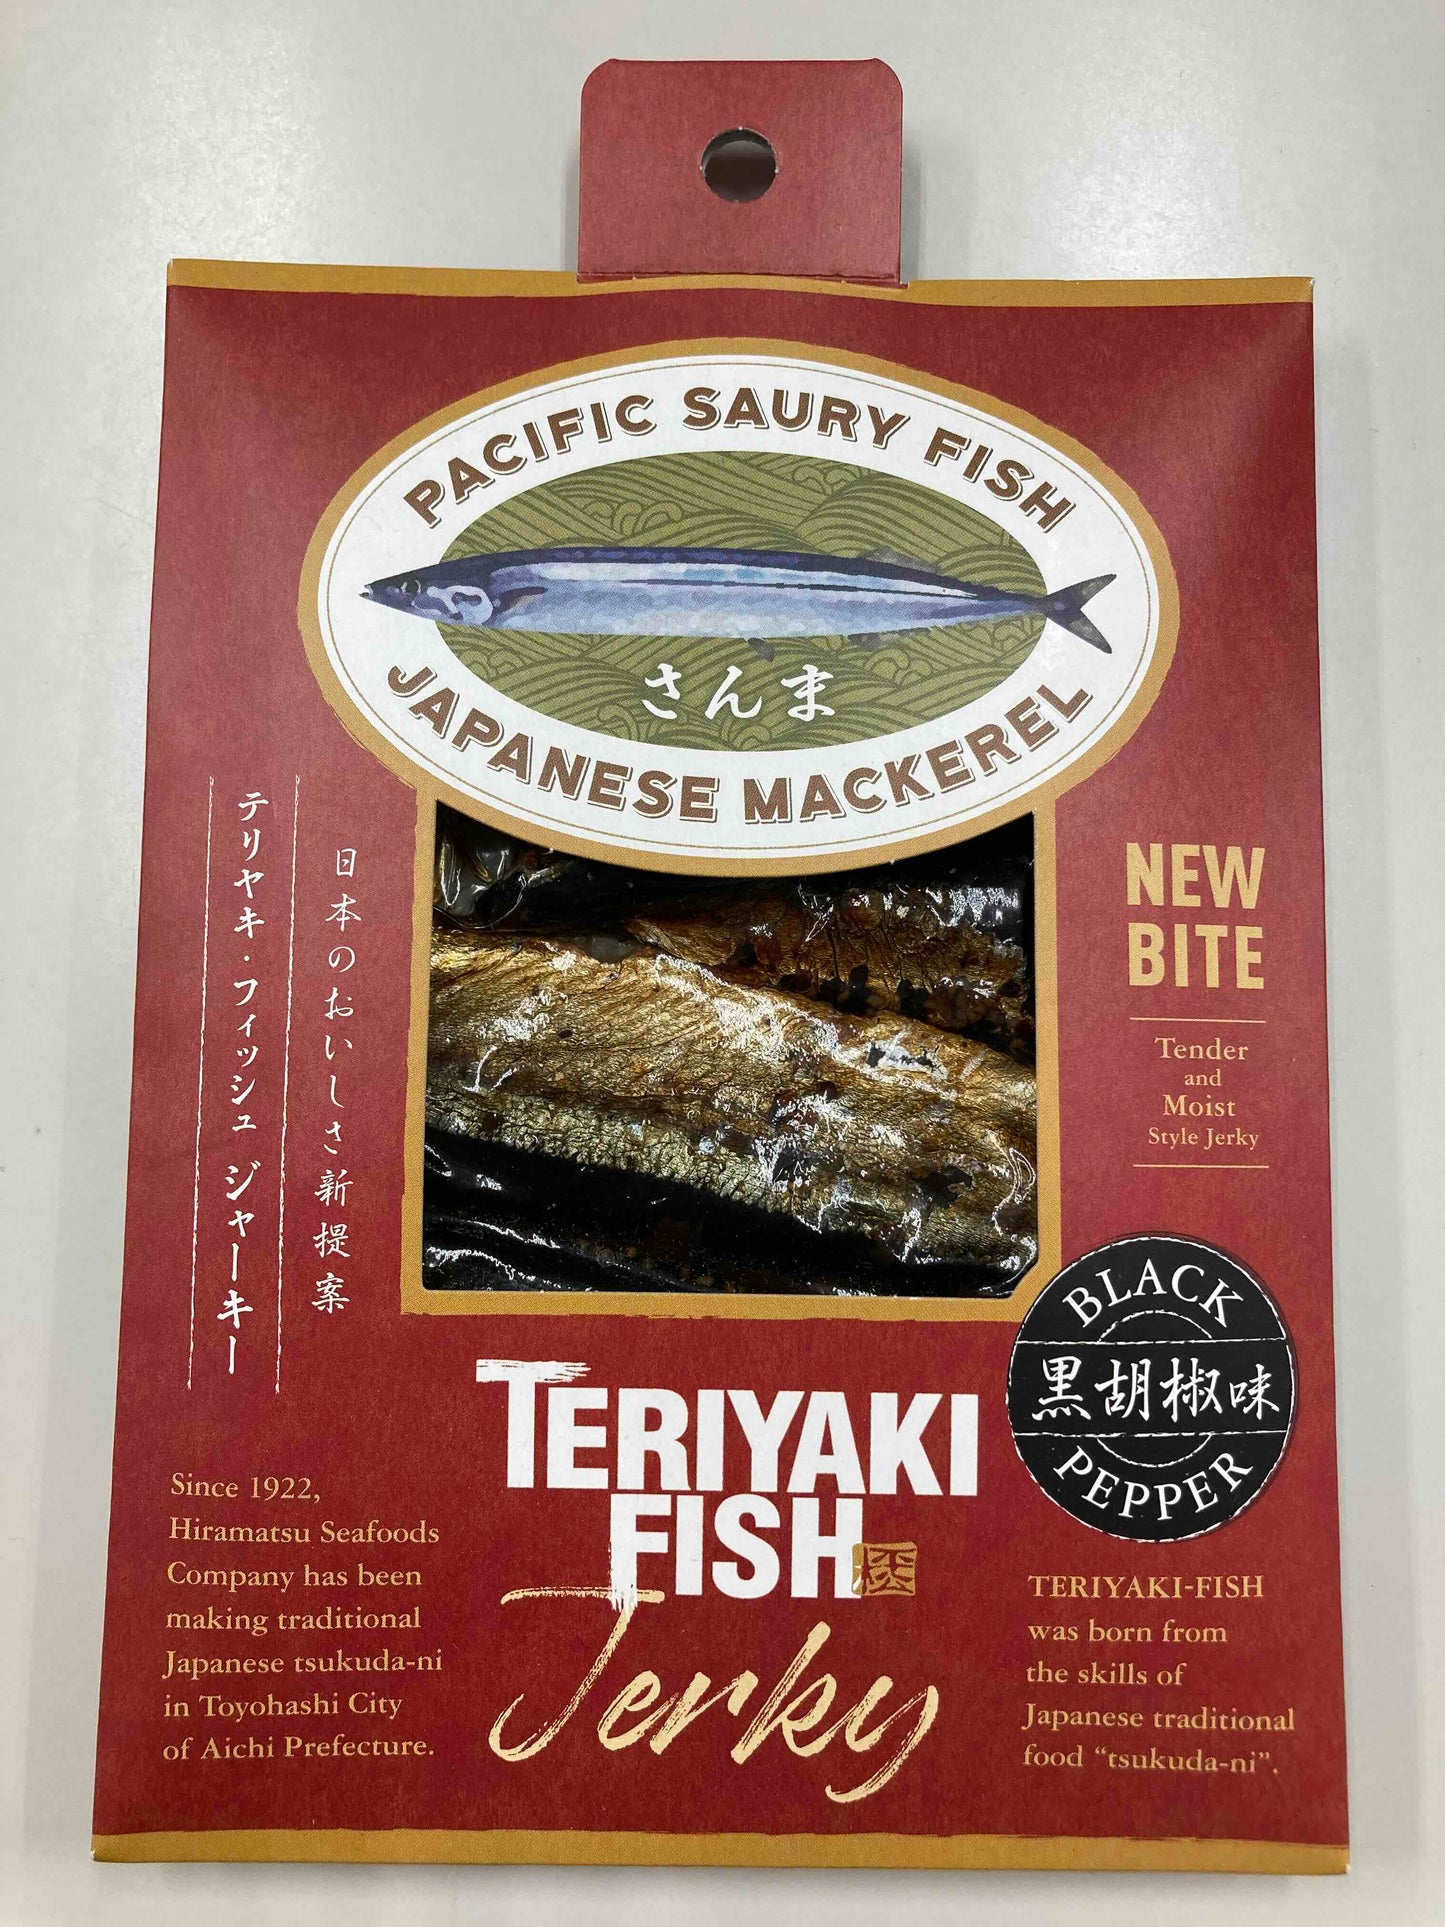 PACIFIC SAURY FISH
さんま
JAPANESE MACKEREL
日本のおいしさ新提案
テリヤキ・フィッシュ ジャーキー
NEW
BITE
Tender
and
Moist
Style Jerky
BLACK
黒胡椒味
PEPPER
TERIYAKI
FISH
平松
Jerky
Since 1922,
Hiramatsu Seafoods
Company has been
making traditional
Japanese tsukuda-ni
in Toyohashi City
of Aichi Prefecture.
TERIYAKI-FISH
was born from
the skills of
Japanese traditional
food “tsukuda-ni”.